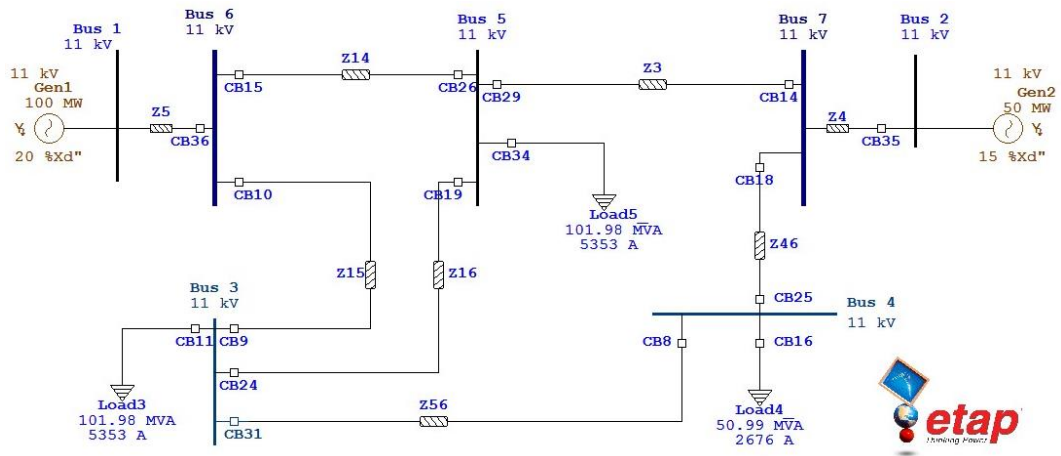 Bus 1
11 kV
Bus 6
11 kV
Bus 5
11 kV
Bus 7
11 kV
Bus 2
11 kV
11 kV
Gen1
100 MW
20 %Xd"
Z5
CB36
CB15
Z14
CB26
CB29
Z3
CB14
Z4
CB35
11 kV
Gen2
50 MW
15 %Xd"
CB10
CB19
CB34
CB18
Load5
101.98 MVA
5353 A
Z15
Z16
Z46
Bus 3
11 kV
CB25
Bus 4
11 kV
CB11
CB9
CB8
CB16
CB24
Load3
101.98 MVA
5353 A
CB31
Z56
Load4
50.99 MVA
2676 A
etap
Thinking Power